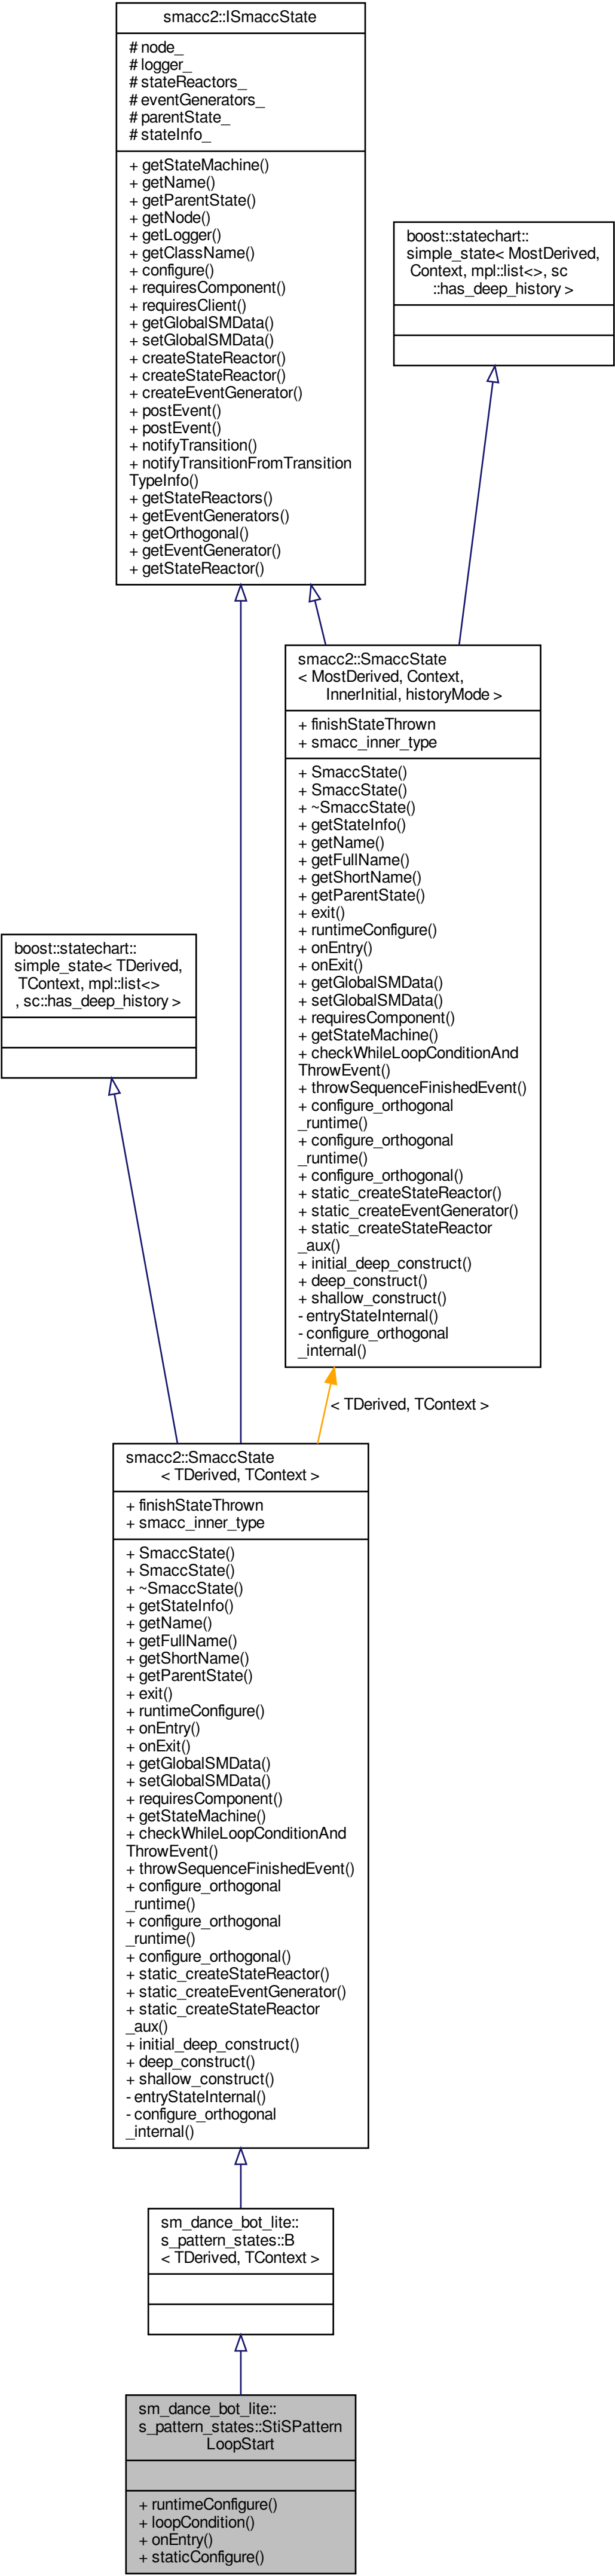 smacc2::ISmaccState
# node_
# logger_
# stateReactors_
# eventGenerators_
# parentState_
# stateInfo_
+ getStateMachine()
+ getName()
+ getParentState()
+ getNode()
+ getLogger()
+ getClassName()
+ configure()
+ requiresComponent()
+ requiresClient()
+ getGlobalSMData()
+ setGlobalSMData()
+ createStateReactor()
+ createStateReactor()
+ createEventGenerator()
+ postEvent()
+ postEvent()
+ notifyTransition()
+ notifyTransitionFromTransition
TypeInfo()
+ getStateReactors()
+ getEventGenerators()
+ getOrthogonal()
+ getEventGenerator()
+ getStateReactor()
boost::statechart::
simple_state< MostDerived,
Context, mpl::list<>, sc
::has_deep_history >
smacc2::SmaccState
< MostDerived, Context,
InnerInitial, historyMode >
+ finishStateThrown
+ smacc_inner_type
+ SmaccState()
+ SmaccState()
+ ~SmaccState()
+ getStateInfo()
+ getName()
+ getFullName()
+ getShortName()
+ getParentState()
+ exit()
+ runtimeConfigure()
+ onEntry()
+ onExit()
+ getGlobalSMData()
+ setGlobalSMData()
+ requiresComponent()
+ getStateMachine()
+ checkWhileLoopConditionAnd
ThrowEvent()
+ throwSequenceFinishedEvent()
+ configure_orthogonal
_runtime()
+ configure_orthogonal
_runtime()
+ configure_orthogonal()
+ static_createStateReactor()
+ static_createEventGenerator()
+ static_createStateReactor
_aux()
+ initial_deep_construct()
+ deep_construct()
+ shallow_construct()
- entryStateInternal()
- configure_orthogonal
_internal()
boost::statechart::
simple_state< TDerived,
TContext, mpl::list<>
, sc::has_deep_history >
< TDerived, TContext >
smacc2::SmaccState
< TDerived, TContext >
+ finishStateThrown
+ smacc_inner_type
+ SmaccState()
+ SmaccState()
+ ~SmaccState()
+ getStateInfo()
+ getName()
+ getFullName()
+ getShortName()
+ getParentState()
+ exit()
+ runtimeConfigure()
+ onEntry()
+ onExit()
+ getGlobalSMData()
+ setGlobalSMData()
+ requiresComponent()
+ getStateMachine()
+ checkWhileLoopConditionAnd
ThrowEvent()
+ throwSequenceFinishedEvent()
+ configure_orthogonal
_runtime()
+ configure_orthogonal
_runtime()
+ configure_orthogonal()
+ static_createStateReactor()
+ static_createEventGenerator()
+ static_createStateReactor
_aux()
+ initial_deep_construct()
+ deep_construct()
+ shallow_construct()
- entryStateInternal()
- configure_orthogonal
_internal()
sm_dance_bot_lite::
s_pattern_states::B
< TDerived, TContext >
sm_dance_bot_lite::
s_pattern_states::StiSPattern
LoopStart
+ runtimeConfigure()
+ loopCondition()
+ onEntry()
+ staticConfigure()